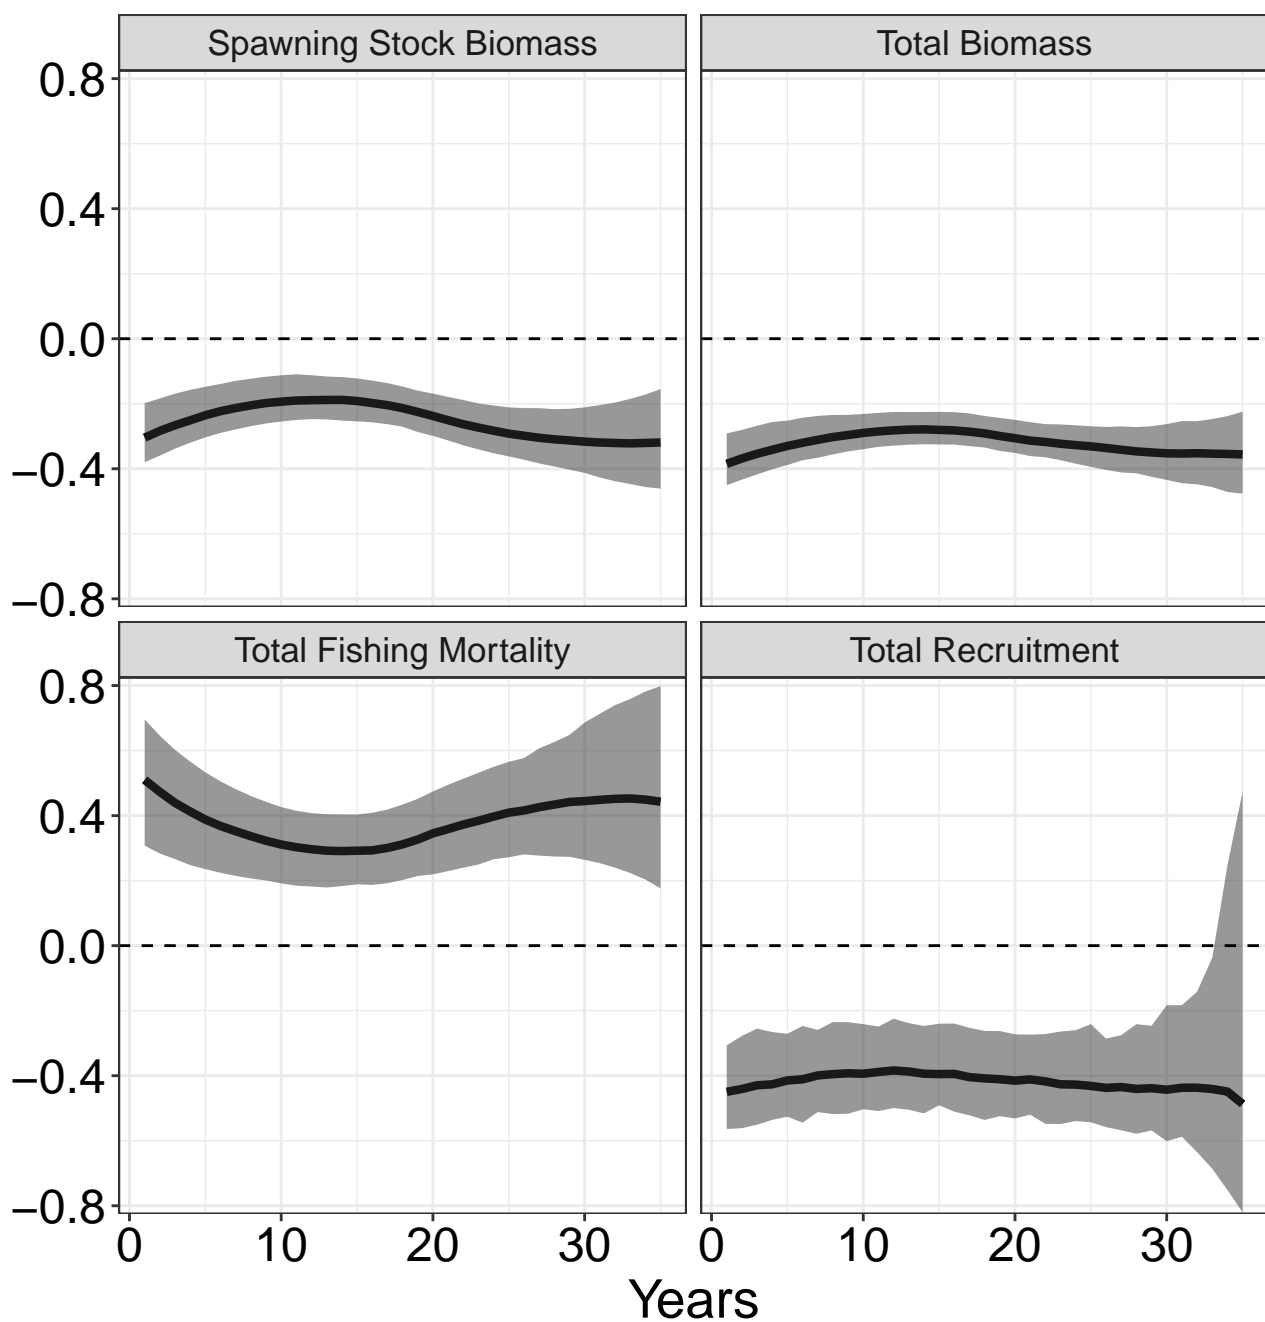 Spawning Stock Biomass
Total Biomass
0.8
0.4
0.0
−0.4
−0.8
Total Fishing Mortality
Total Recruitment
0.8
0.4
0.0
−0.4
−0.8
0 10 20 30 0 10 20 30
Years